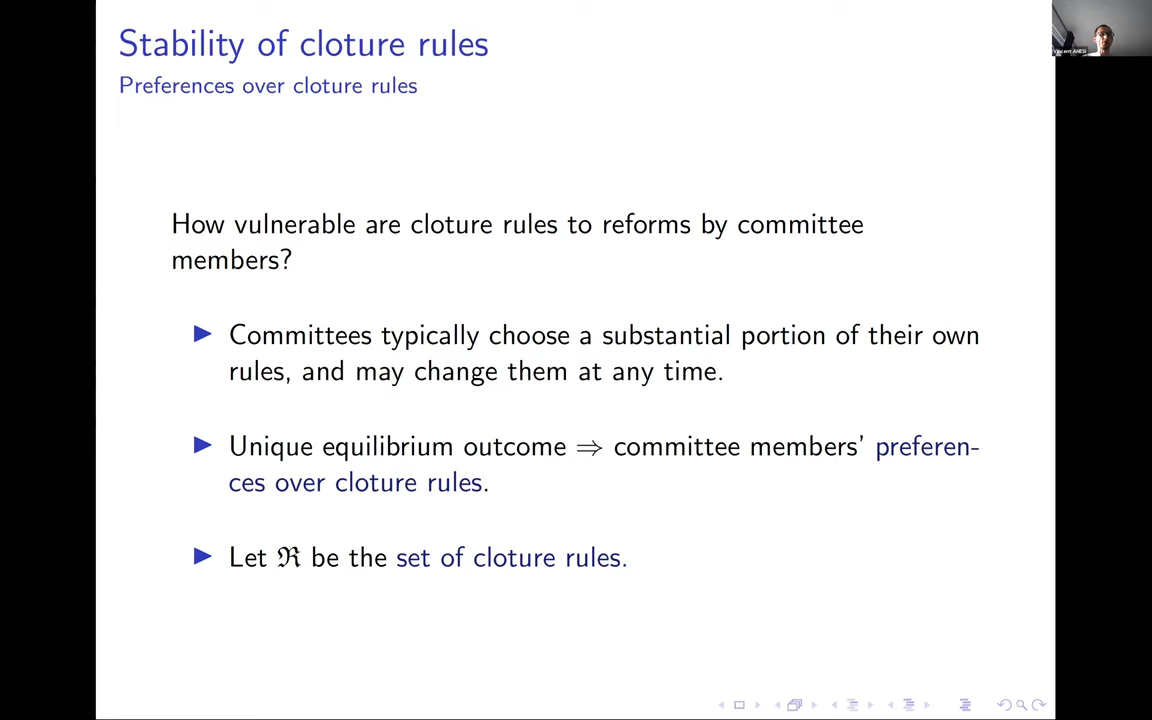 Stability of cloture rules
Preferences over cloture rules
Vincent ANESI
How vulnerable are cloture rules to reforms by committee
members?
▶ Committees typically choose a substantial portion of their own
rules, and may change them at any time.
▶ Unique equilibrium outcome ⇒ committee members’ preferen-
ces over cloture rules.
▶ Let ℜ be the set of cloture rules.